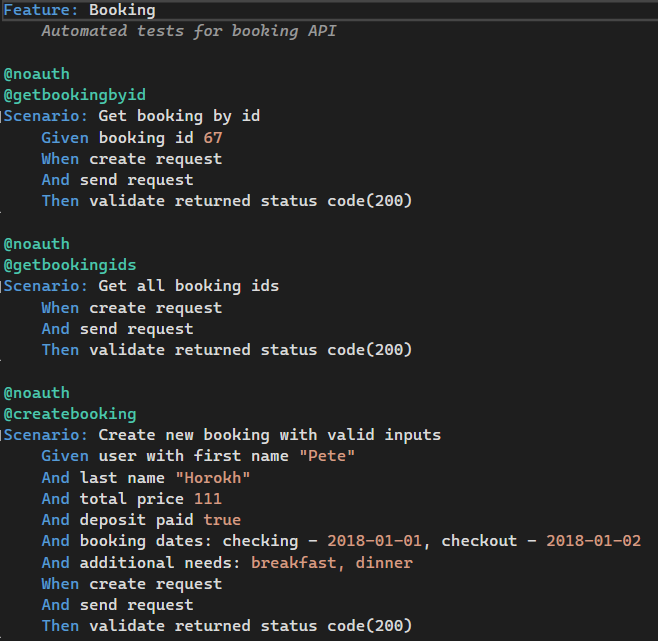 Feature: Booking
Automated tests for booking API
@noauth
@getbookingbyid
Scenario: Get booking by id
Given booking id 67
When create request
And send request
Then validate returned status code(200)
@noauth
@getbookingids
Scenario: Get all booking ids
When create request
And send request
Then validate returned status code(200)
@noauth
@createbooking
Scenario: Create new booking with valid inputs
Given user with first name "Pete"
And last name "Horokh"
And total price 111
And deposit paid true
And booking dates: checking - 2018-01-01, checkout - 2018-01-02
And additional needs: breakfast, dinner
When create request
And send request
Then validate returned status code(200)